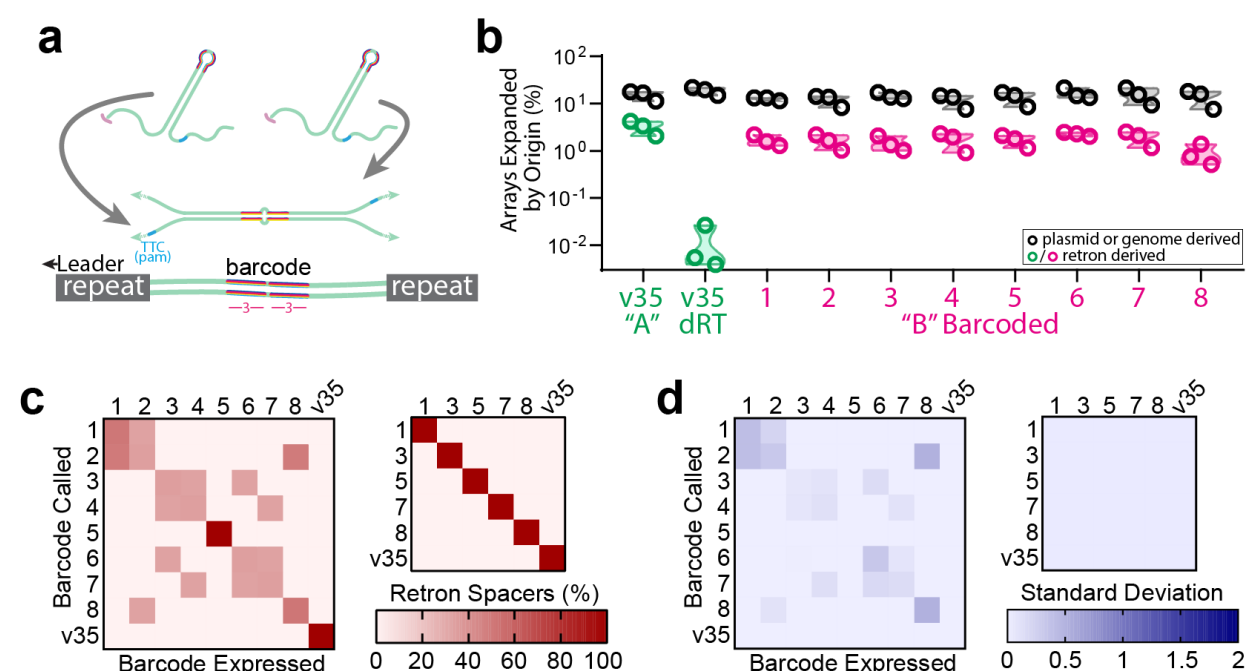 a
TTC
(pam)
Leader
barcode
repeat
repeat
3
3
b
Arrays Expanded
by Origin (%)
10²
10¹
10⁰
10⁻¹
10⁻²
plasmid or genome derived
/ retron derived
v35 v35 1 2 3 4 5 6 7 8
"A" dRT "B" Barcoded
c
1 2 3 4 5 6 7 8 v35
Barcode Called
1
2
3
4
5
6
7
8
v35
Barcode Expressed
1 3 5 7 8 v35
1
3
5
7
8
v35
Retron Spacers (%)
0 20 40 60 80 100
d
1 2 3 4 5 6 7 8 v35
Barcode Called
1
2
3
4
5
6
7
8
v35
Barcode Expressed
1 3 5 7 8 v35
1
3
5
7
8
v35
Standard Deviation
0 0.5 1 1.5 2